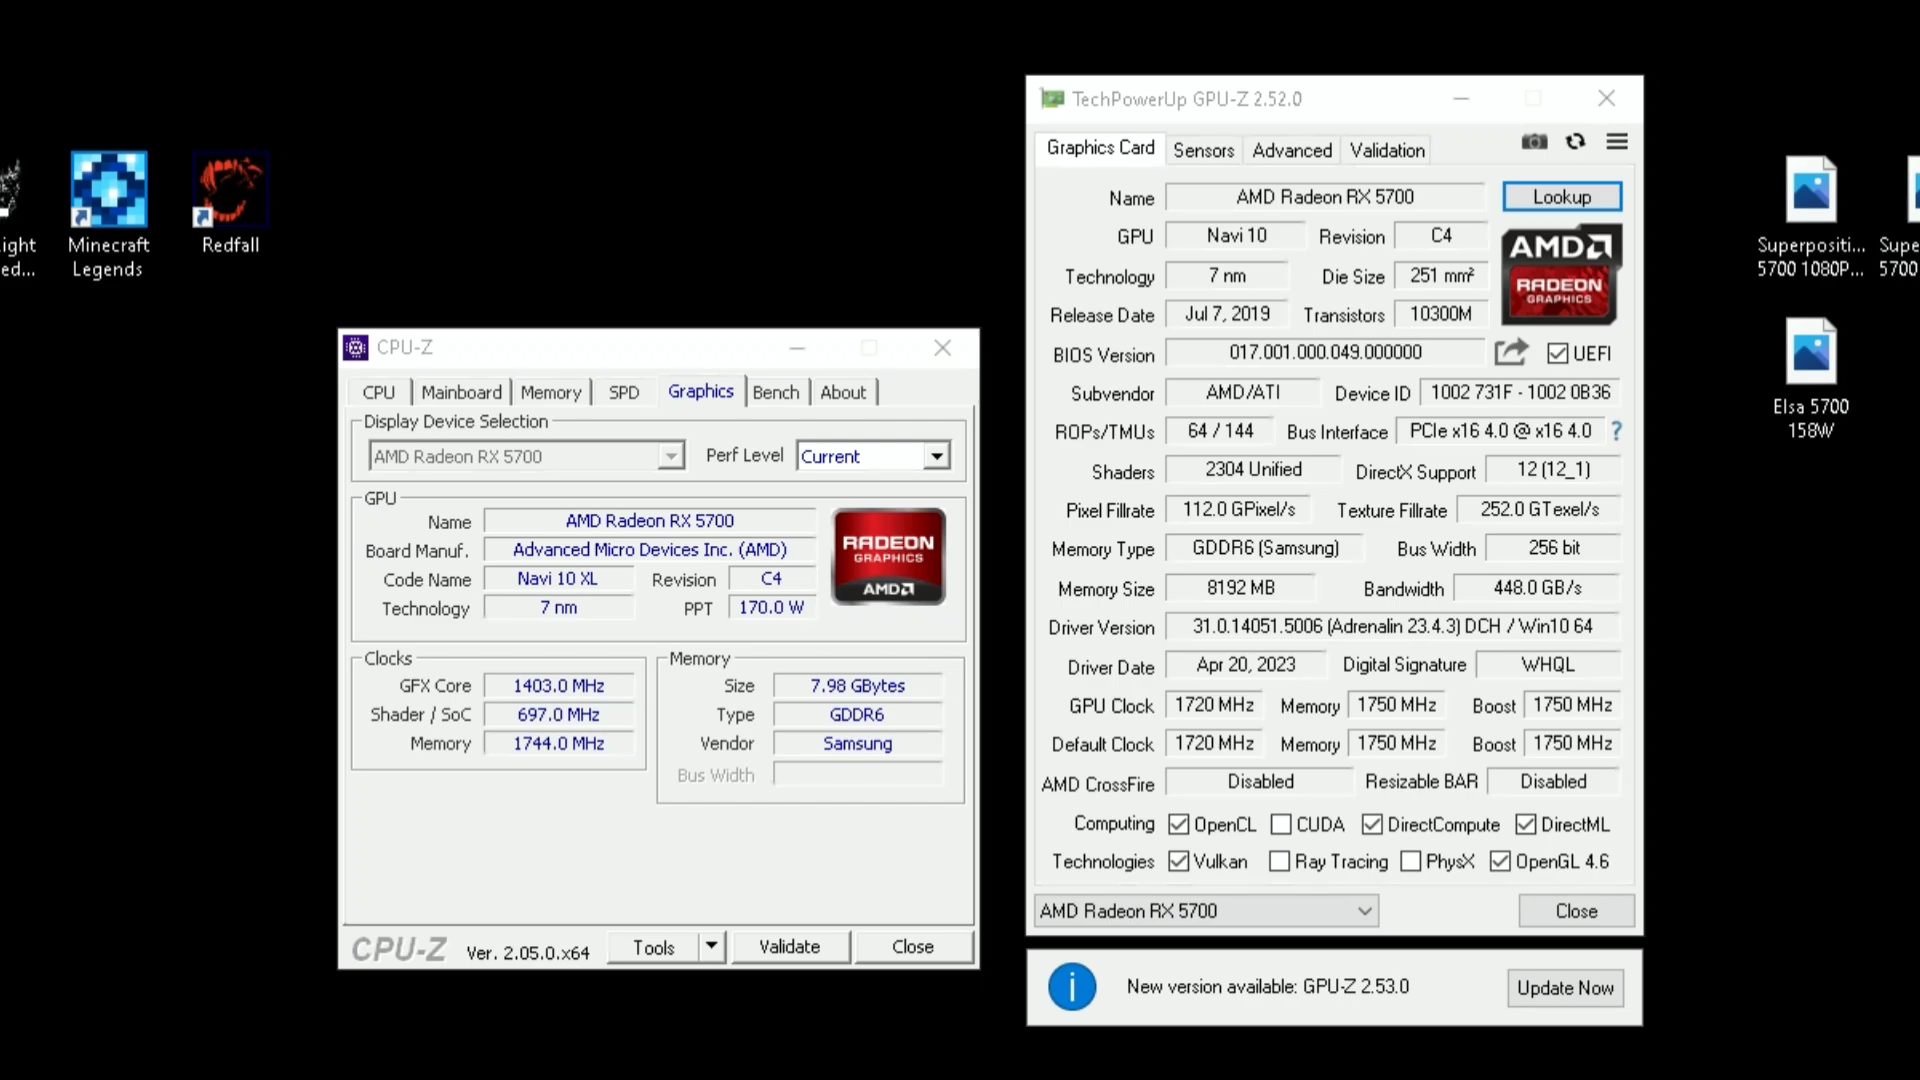 ight
ed...
Minecraft
Legends
Redfall
CPU-Z
CPU Mainboard Memory SPD Graphics Bench About
Display Device Selection
AMD Radeon RX 5700 Perf Level Current
GPU
Name AMD Radeon RX 5700
Board Manuf. Advanced Micro Devices Inc. (AMD)
Code Name Navi 10 XL Revision C4
Technology 7 nm PPT 170.0 W
RADEON
GRAPHICS
AMD
Clocks
GFX Core 1403.0 MHz
Shader / SoC 697.0 MHz
Memory 1744.0 MHz
Memory
Size 7.98 GBytes
Type GDDR6
Vendor Samsung
Bus Width
CPU-Z Ver. 2.05.0.x64 Tools Validate Close
TechPowerUp GPU-Z 2.52.0
Graphics Card Sensors Advanced Validation
Name AMD Radeon RX 5700 Lookup
GPU Navi 10 Revision C4
Technology 7 nm Die Size 251 mm²
Release Date Jul 7, 2019 Transistors 10300M
AMD
RADEON
GRAPHICS
BIOS Version 017.001.000.049.000000 UEFI
Subvendor AMD/ATI Device ID 1002 731F - 1002 0B36
ROPs/TMUs 64 / 144 Bus Interface PCIe x16 4.0 @ x16 4.0 ?
Shaders 2304 Unified DirectX Support 12 (12_1)
Pixel Fillrate 112.0 GPixel/s Texture Fillrate 252.0 GTexel/s
Memory Type GDDR6 (Samsung) Bus Width 256 bit
Memory Size 8192 MB Bandwidth 448.0 GB/s
Driver Version 31.0.14051.5006 (Adrenalin 23.4.3) DCH / Win10 64
Driver Date Apr 20, 2023 Digital Signature WHQL
GPU Clock 1720 MHz Memory 1750 MHz Boost 1750 MHz
Default Clock 1720 MHz Memory 1750 MHz Boost 1750 MHz
AMD CrossFire Disabled Resizable BAR Disabled
Computing OpenCL CUDA DirectCompute DirectML
Technologies Vulkan Ray Tracing PhysX OpenGL 4.6
AMD Radeon RX 5700 Close
New version available: GPU-Z 2.53.0 Update Now
Superpositi...
5700 1080P...
Supe
5700
Elsa 5700
158W